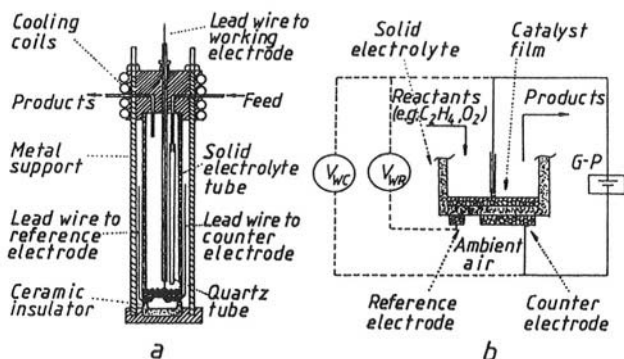 Cooling
coils
Lead wire to
working
electrode
Products
Feed
Metal
support
Solid
electrolyte
tube
Lead wire to
reference
electrode
Lead wire to
counter
electrode
Ceramic
insulator
Quartz
tube
a
Solid
electrolyte
Catalyst
film
Reactants
(e.g.C2H4,O2)
Products
VWC
VWR
G-P
Ambient
air
Reference
electrode
Counter
electrode
b